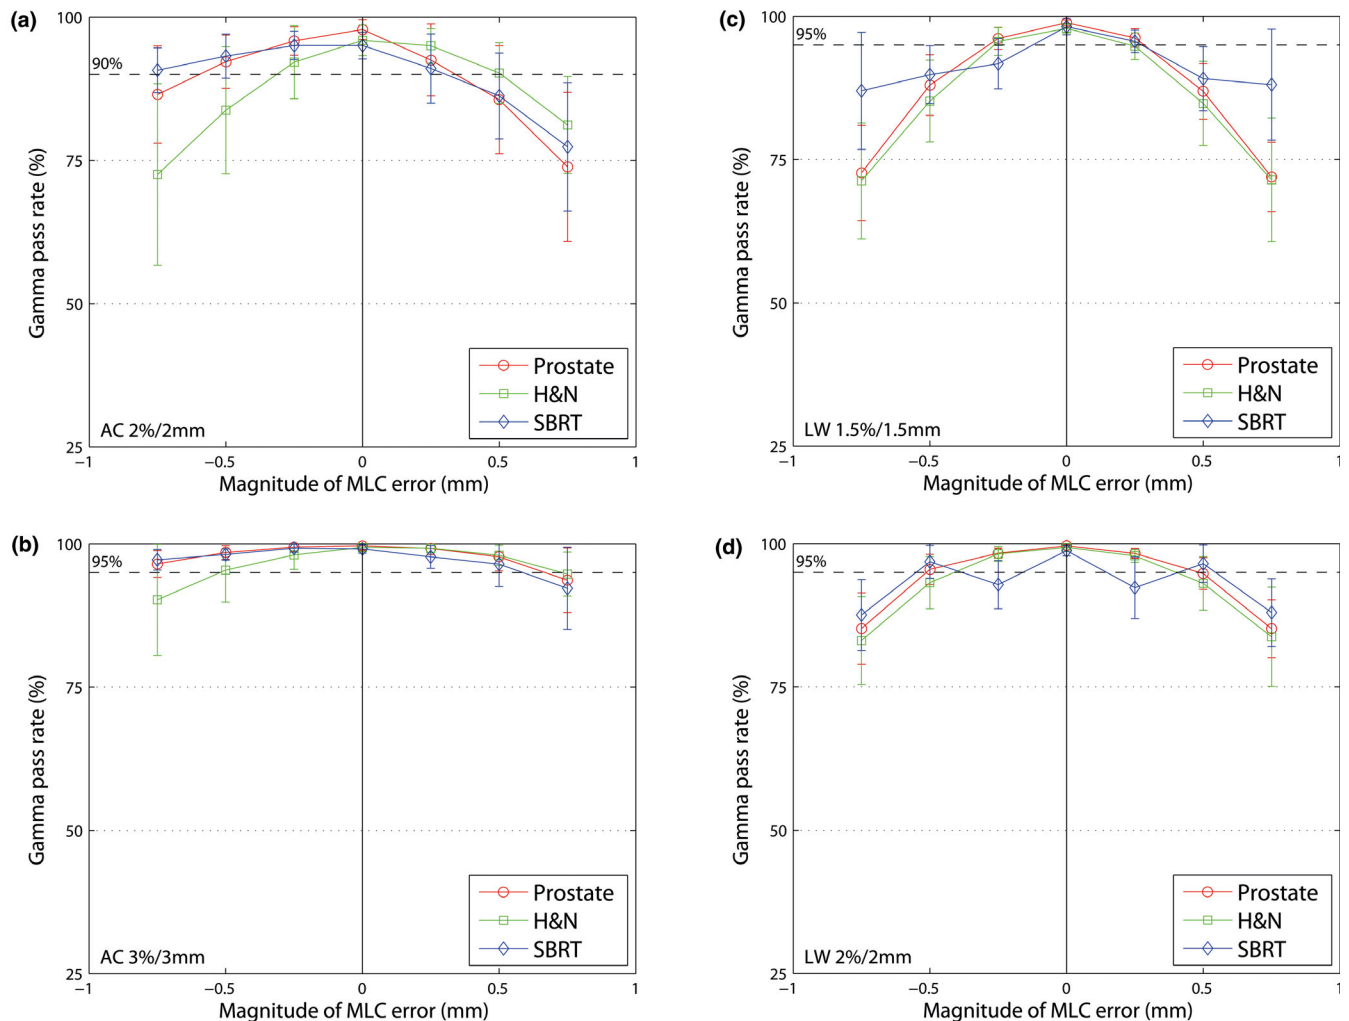 (a)
100
90%
75
50
25
Gamma pass rate (%)
Prostate
H&N
SBRT
AC 2%/2mm
−1 −0.5 0 0.5 1
Magnitude of MLC error (mm)
(c)
100
95%
75
50
25
Gamma pass rate (%)
Prostate
H&N
SBRT
LW 1.5%/1.5mm
−1 −0.5 0 0.5 1
Magnitude of MLC error (mm)
(b)
100
95%
75
50
25
Gamma pass rate (%)
Prostate
H&N
SBRT
AC 3%/3mm
−1 −0.5 0 0.5 1
Magnitude of MLC error (mm)
(d)
100
95%
75
50
25
Gamma pass rate (%)
Prostate
H&N
SBRT
LW 2%/2mm
−1 −0.5 0 0.5 1
Magnitude of MLC error (mm)